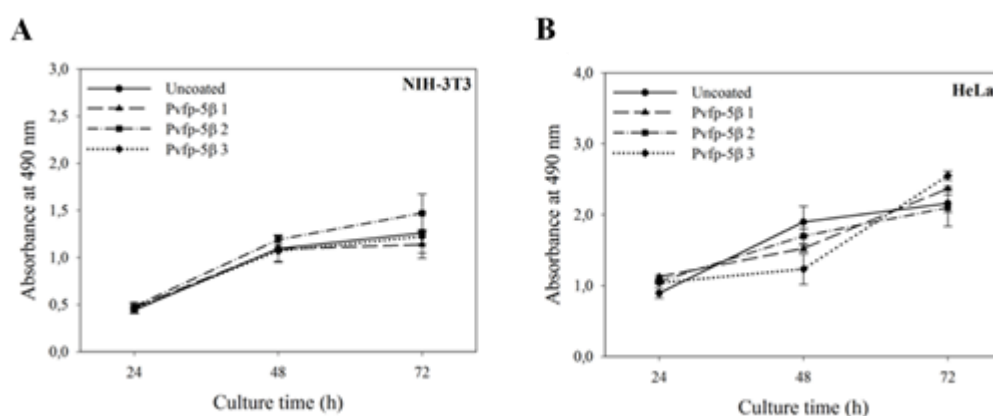 A
NIH-3T3
Uncoated
Pvfp-5β 1
Pvfp-5β 2
Pvfp-5β 3
Absorbance at 490 nm
3,0
2,5
2,0
1,5
1,0
0,5
0,0
24
48
72
Culture time (h)
B
HeLa
Uncoated
Pvfp-5β 1
Pvfp-5β 2
Pvfp-5β 3
Absorbance at 490 nm
4,0
3,0
2,0
1,0
0,0
24
48
72
Culture time (h)